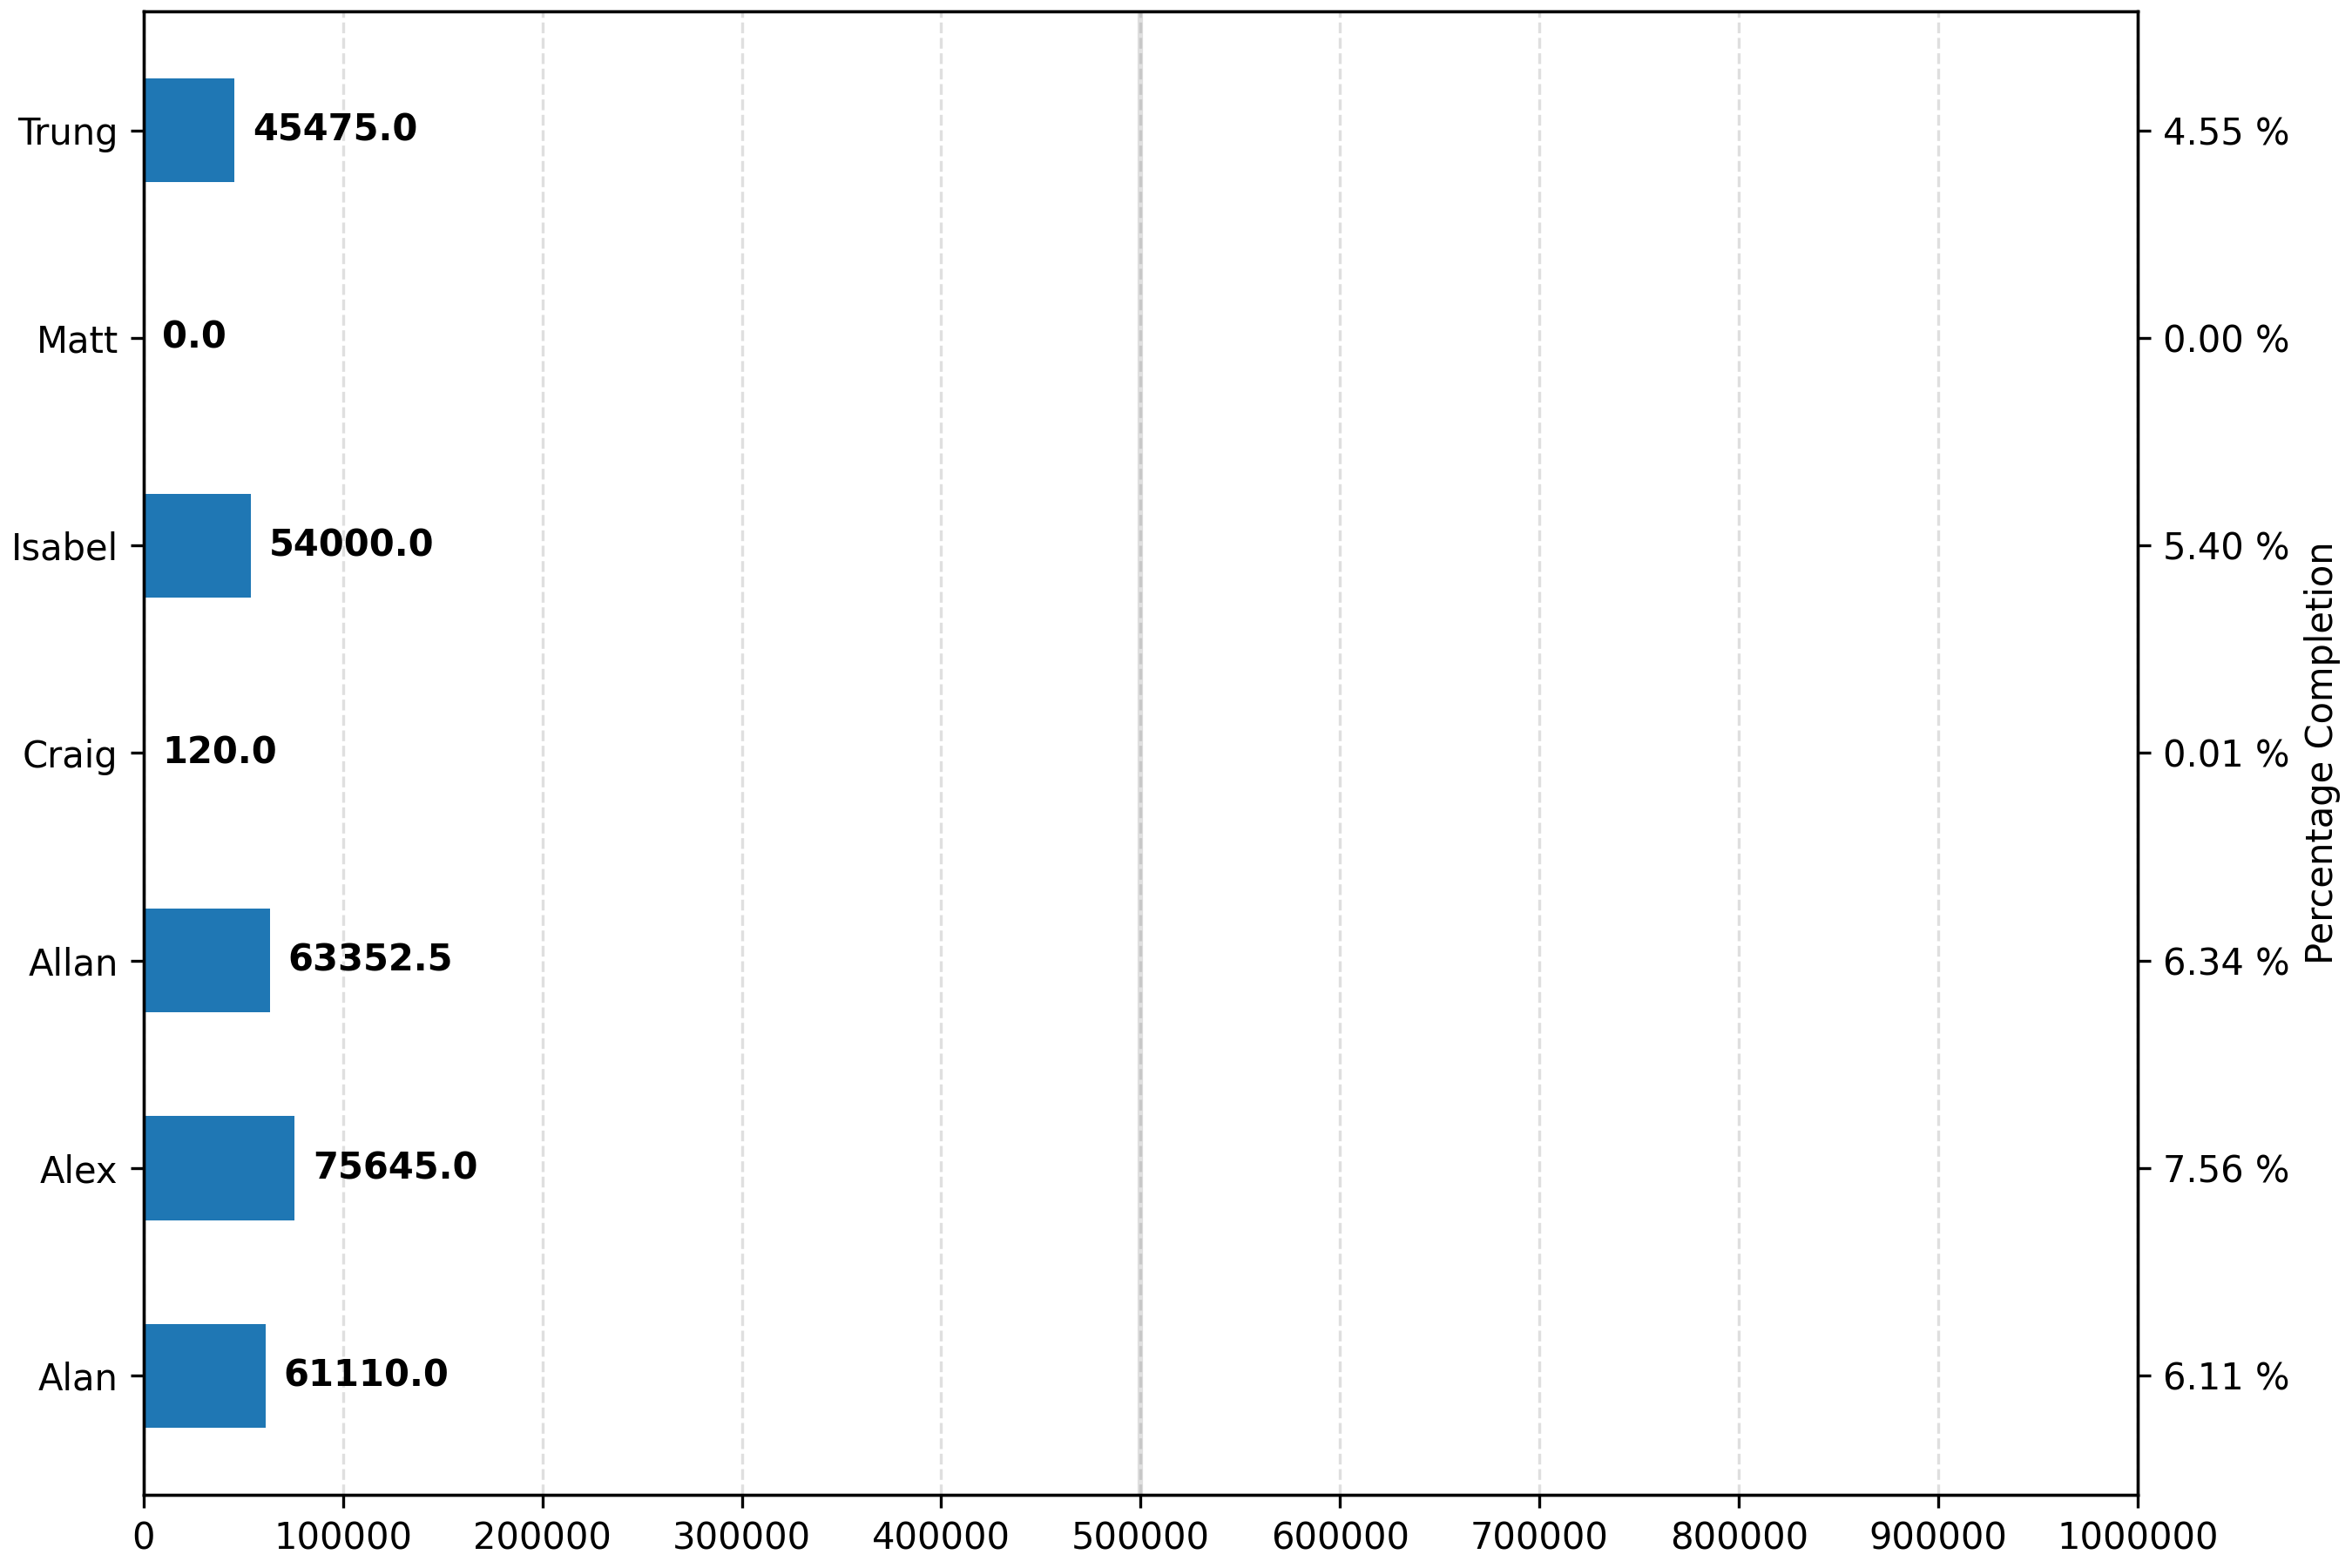 Trung 45475.0 4.55 %
Matt 0.0 0.00 %
Isabel 54000.0 5.40 %
Craig 120.0 0.01 %
Allan 63352.5 6.34 %
Alex 75645.0 7.56 %
Alan 61110.0 6.11 %
Percentage Completion
0 100000 200000 300000 400000 500000 600000 700000 800000 900000 1000000